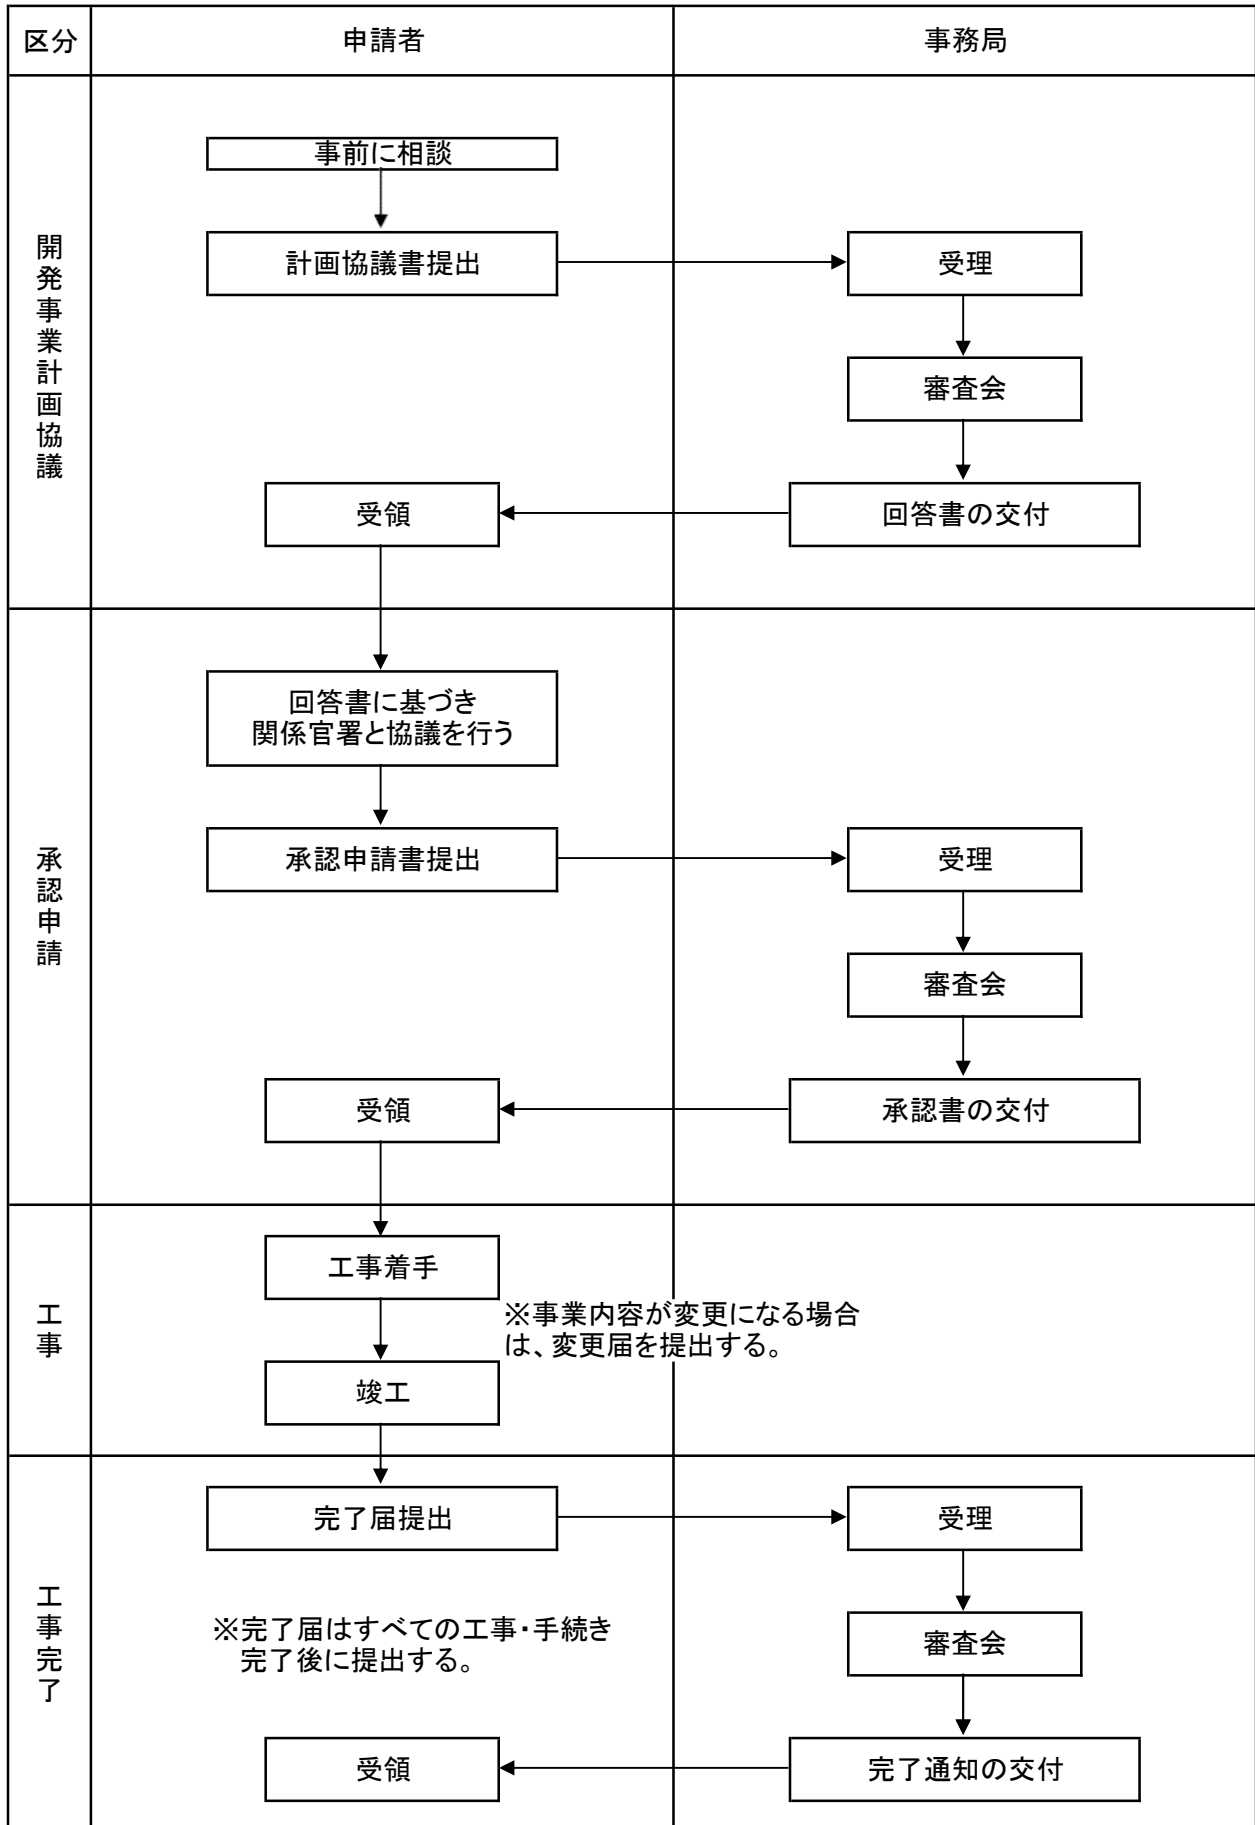 区分
申請者
事務局
開発事業計画協議
事前に相談
計画協議書提出
受理
審査会
受領
回答書の交付
承認申請
回答書に基づき
関係官署と協議を行う
承認申請書提出
受理
審査会
受領
承認書の交付
工事
工事着手
※事業内容が変更になる場合
は、変更届を提出する。
竣工
工事完了
完了届提出
受理
※完了届はすべての工事・手続き
完了後に提出する。
審査会
受領
完了通知の交付